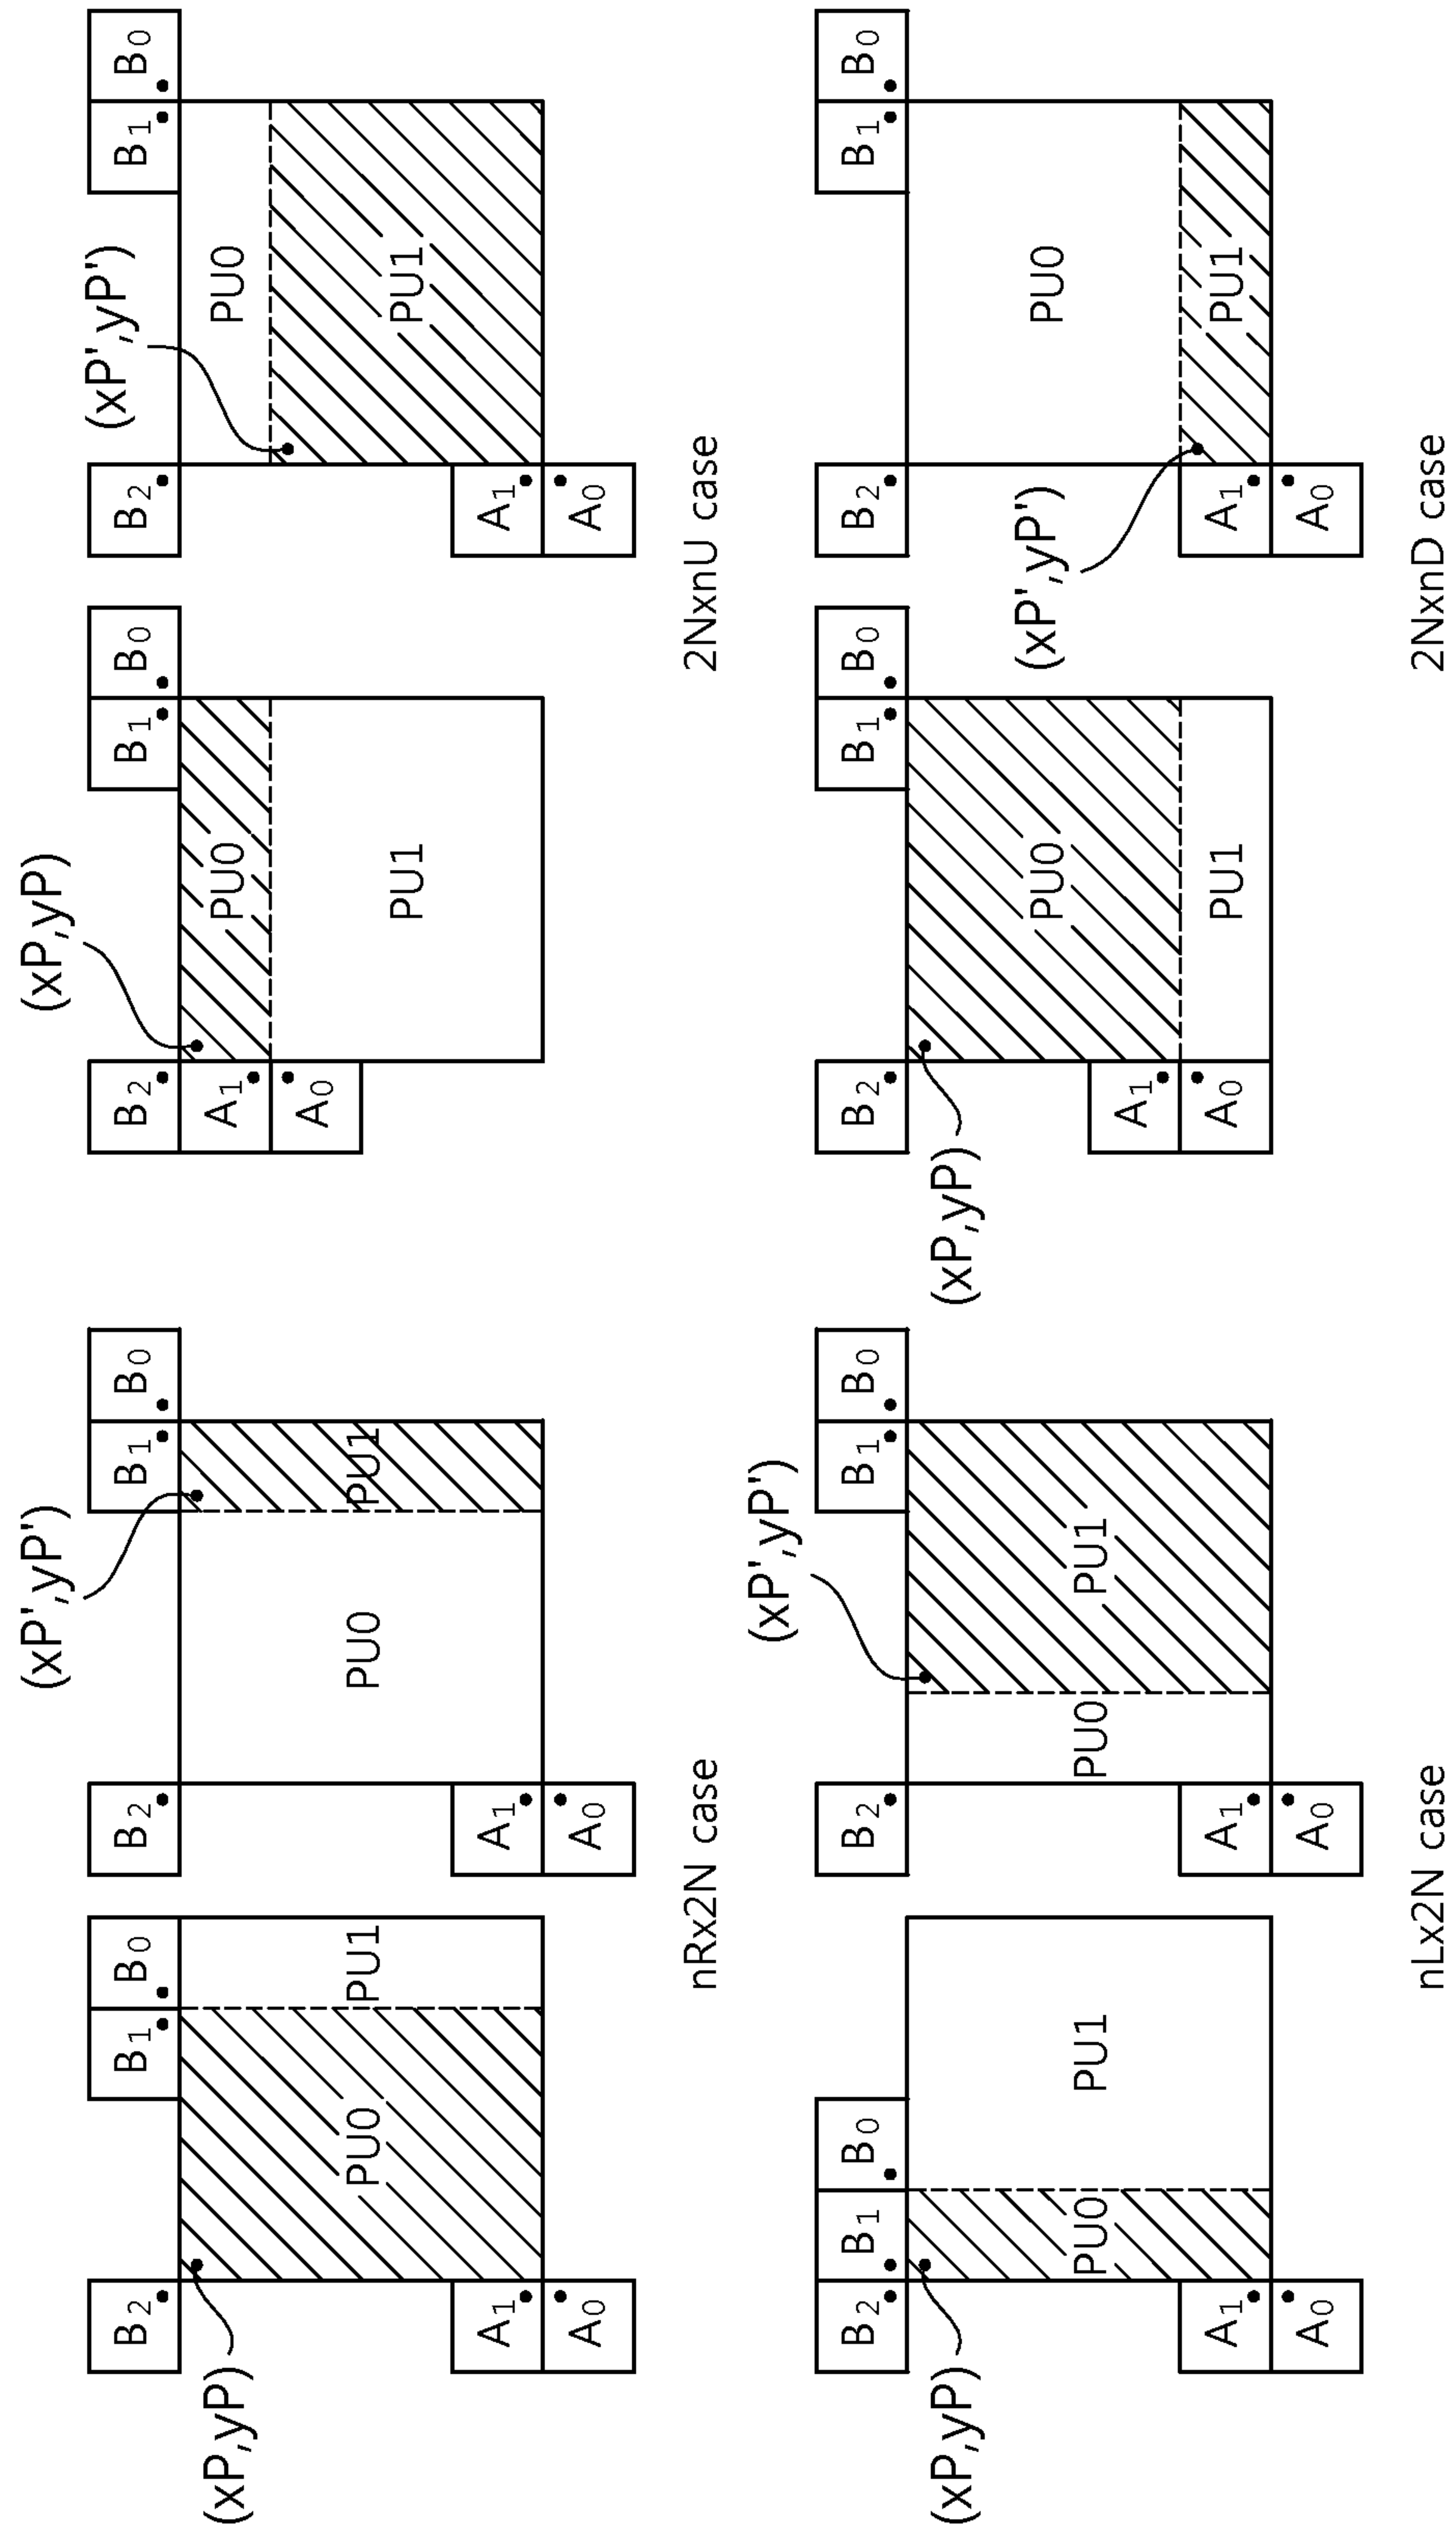 B2
B1
B0
(xP,yP)
PU0
PU1
A1
A0
B2
B1
B0
(xP',yP')
PU0
PU1
A1
A0
nRx2N case
B2
B1
B0
(xP,yP)
A1
PU0
A0
PU1
B2
B1
B0
(xP',yP')
PU0
PU1
A1
A0
2NxnU case
B2
B1
B0
(xP,yP)
PU0
PU1
A1
A0
B2
B1
B0
(xP',yP')
PU0
PU1
A1
A0
nLx2N case
B2
B1
B0
(xP,yP)
PU0
A1
A0
PU1
B2
B1
B0
(xP',yP')
PU0
A1
PU1
A0
2NxnD case